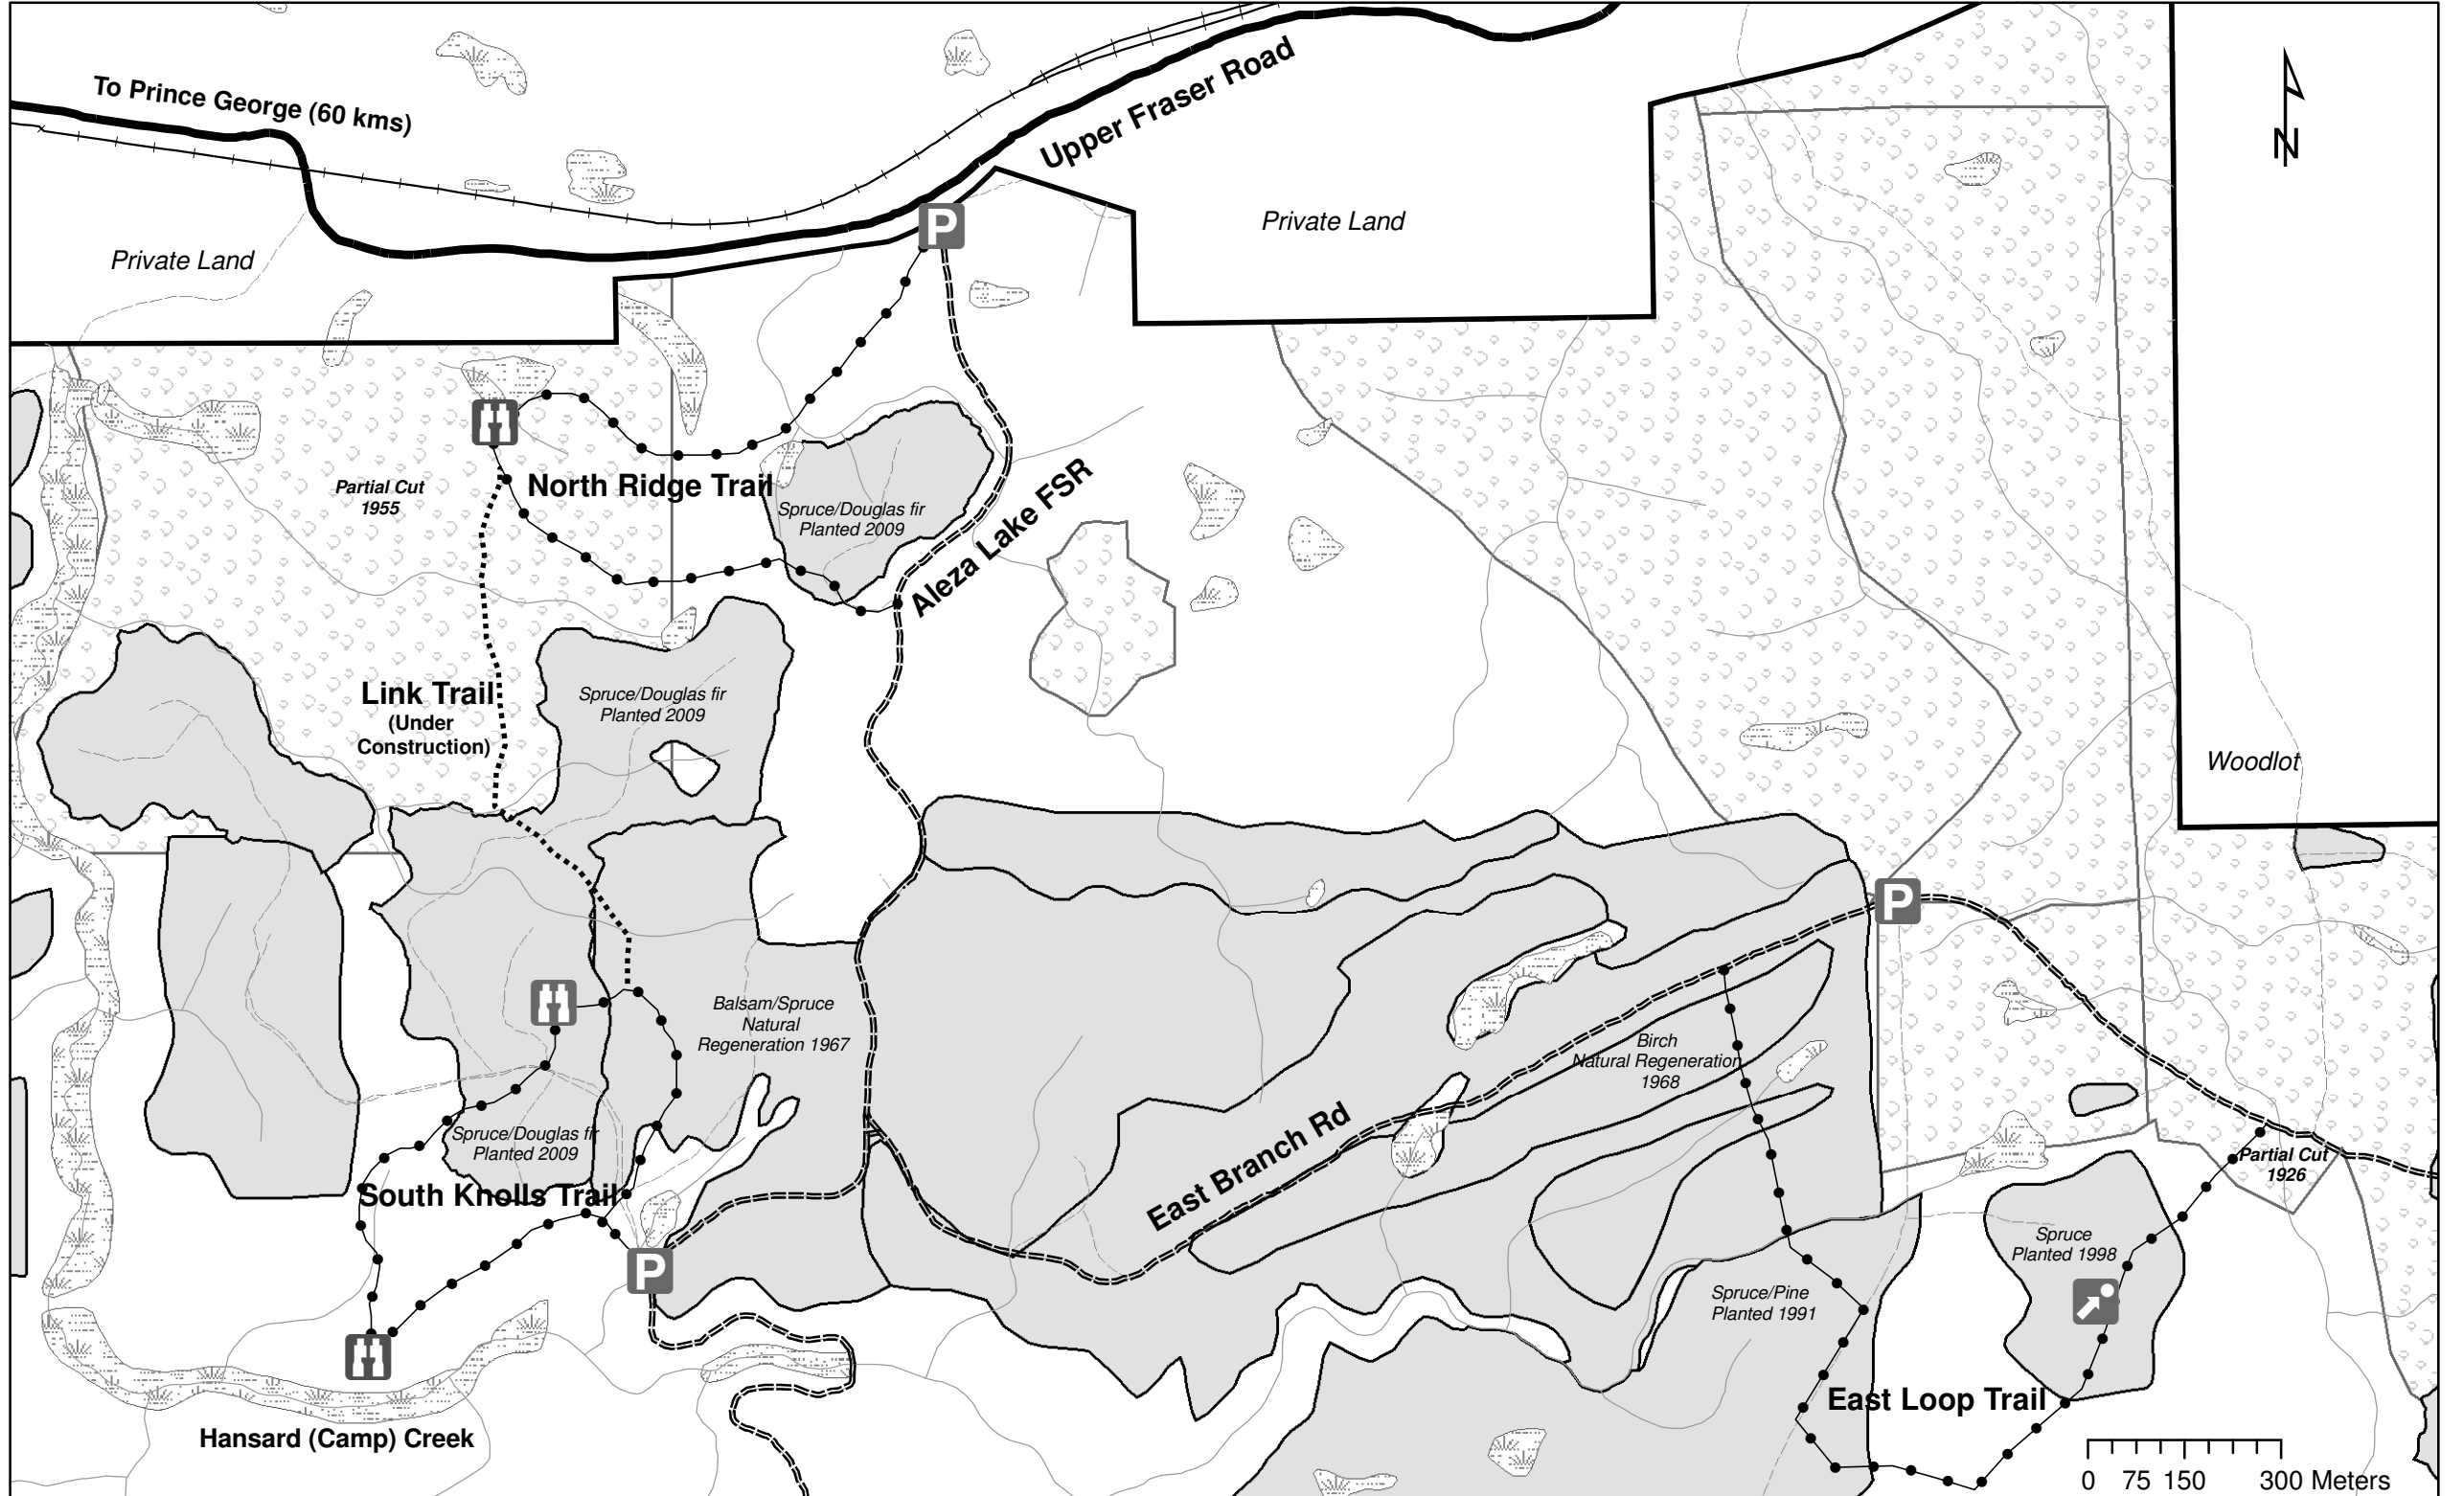 To Prince George (60 kms)
Upper Fraser Road
N
P
Private Land
Private Land
Partial Cut
1955
North Ridge Trail
Spruce/Douglas fir
Planted 2009
Aleza Lake FSR
Link Trail
(Under
Construction)
Spruce/Douglas fir
Planted 2009
Woodlot
P
Balsam/Spruce
Natural
Regeneration 1967
Birch
Natural Regeneration
1968
East Branch Rd
Spruce/Douglas fir
Planted 2009
South Knolls Trail
P
Partial Cut
1926
Spruce
Planted 1998
Spruce/Pine
Planted 1991
East Loop Trail
Hansard (Camp) Creek
0 75 150 300 Meters